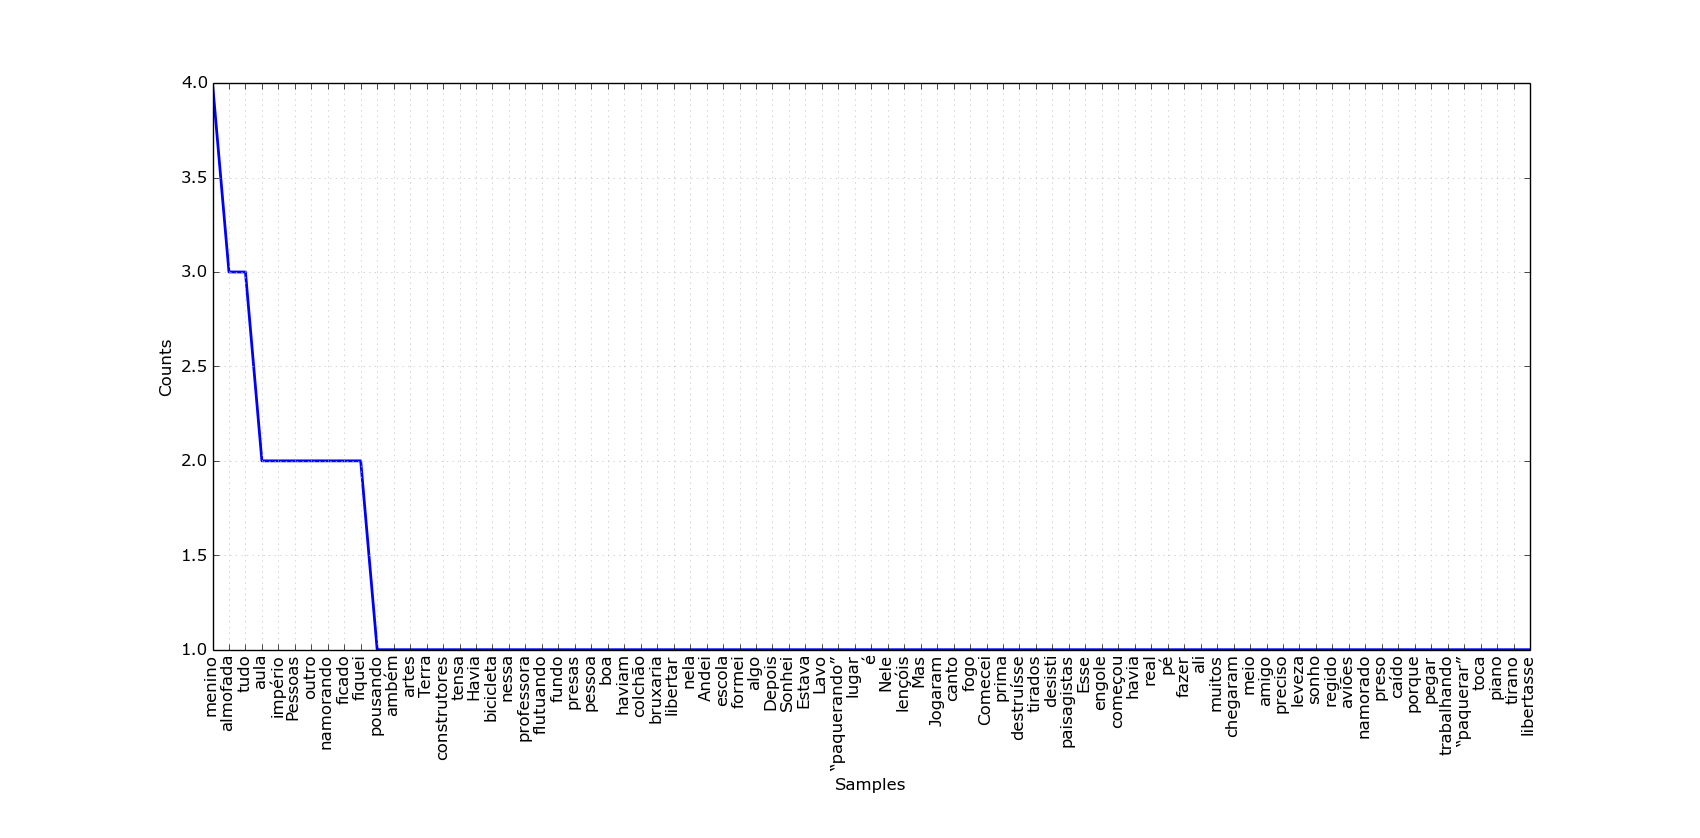 4.0
3.5
3.0
2.5
2.0
1.5
1.0
Counts
menino
almofada
tudo
aula
império
Pessoas
outro
namorando
ficado
fiquei
pousando
ambém
artes
Terra
construtores
tensa
Havia
bicicleta
nessa
professora
flutuando
fundo
presas
pessoa
boa
haviam
colchão
bruxaria
libertar
nela
Andei
escola
formei
algo
Depois
Sonhei
Estava
Lavo
“paquerando”
lugar
é
Nele
lençóis
Mas
Jogaram
canto
fogo
Comecei
prima
destruísse
tirados
desisti
paisagistas
Esse
engole
começou
havia
real
pé
fazer
ali
muitos
chegaram
meio
amigo
preciso
leveza
sonho
regido
aviões
namorado
preso
caído
porque
pegar
trabalhando
“paquerar”
toca
piano
tirano
libertasse
Samples